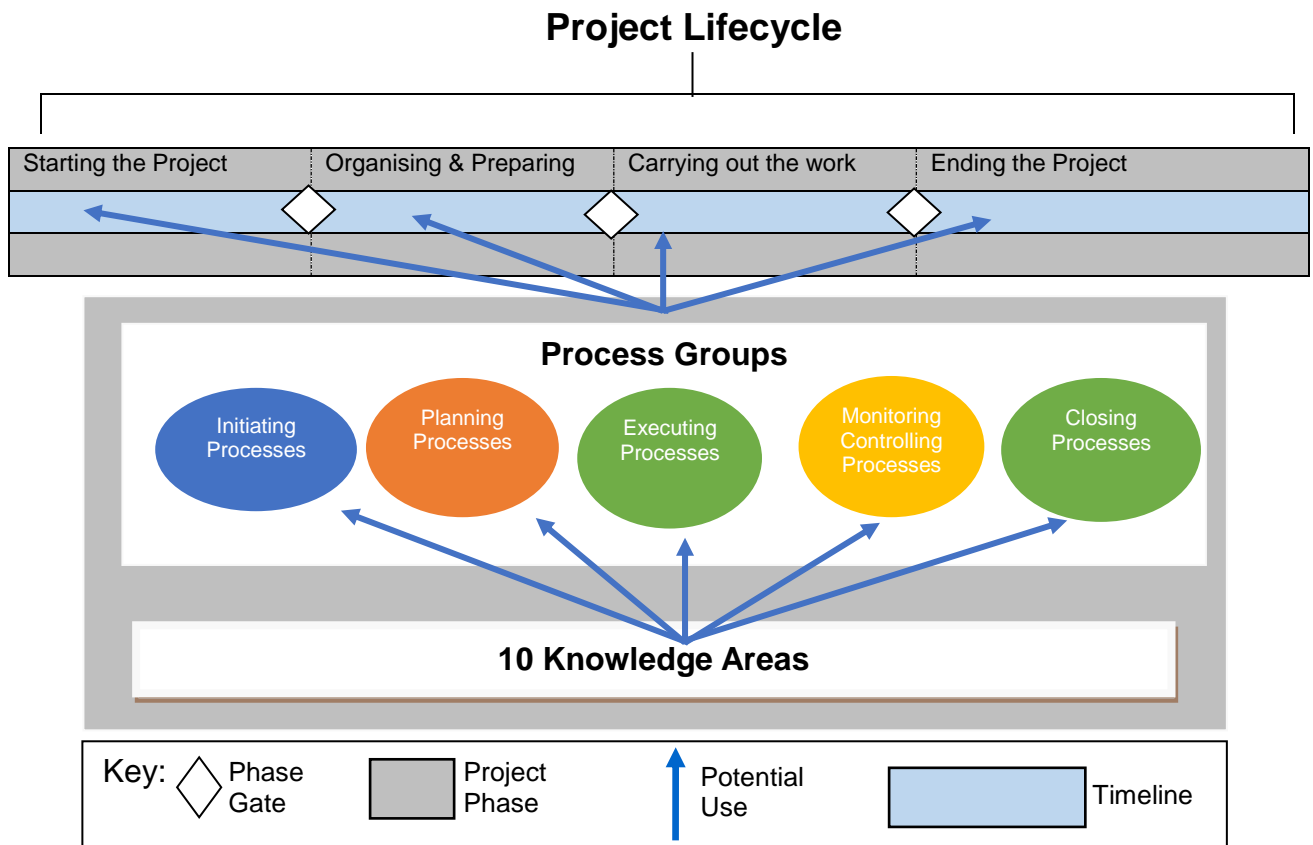 Project Lifecycle
Starting the Project
Organising & Preparing
Carrying out the work
Ending the Project
Process Groups
Initiating
Processes
Planning
Processes
Executing
Processes
Monitoring
Controlling
Processes
Closing
Processes
10 Knowledge Areas
Key:
Phase
Gate
Project
Phase
Potential
Use
Timeline